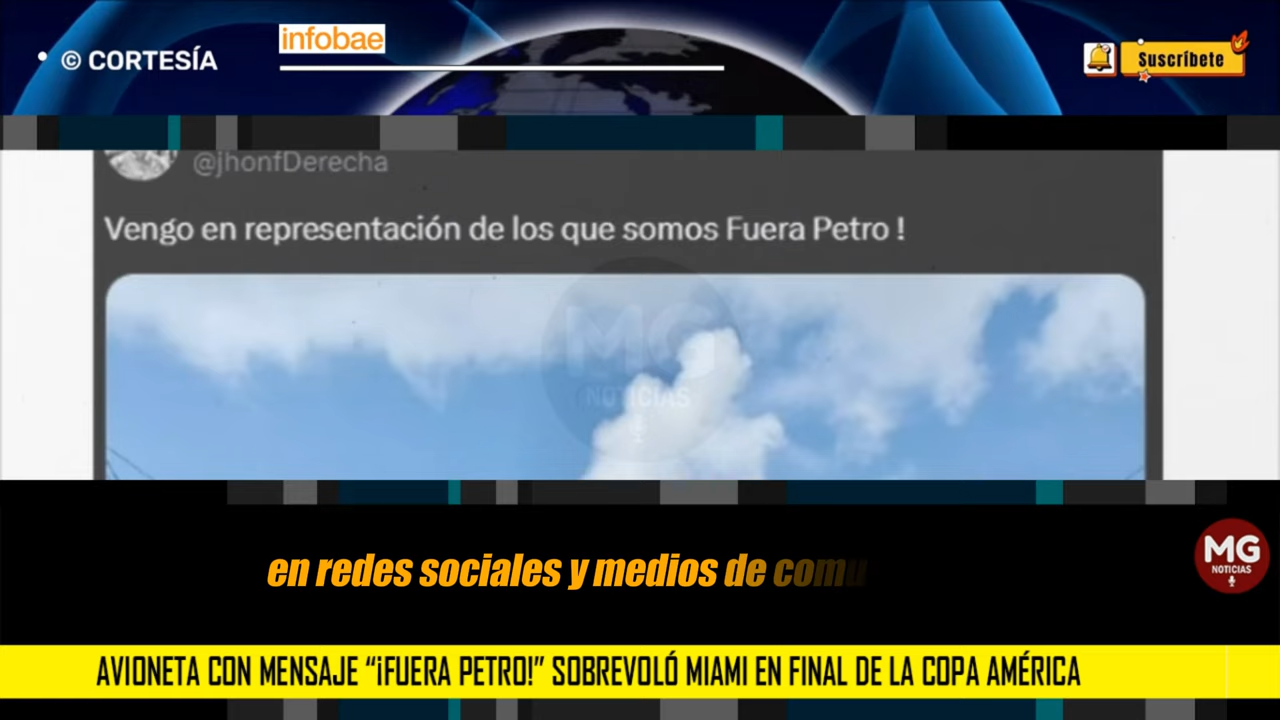 © CORTESÍA
infobae
Suscríbete
@jhonfDerecha
Vengo en representación de los que somos Fuera Petro !
MG
NOTICIAS
en redes sociales y medios de comu
MG
NOTICIAS
AVIONETA CON MENSAJE “¡FUERA PETRO!” SOBREVOLÓ MIAMI EN FINAL DE LA COPA AMÉRICA